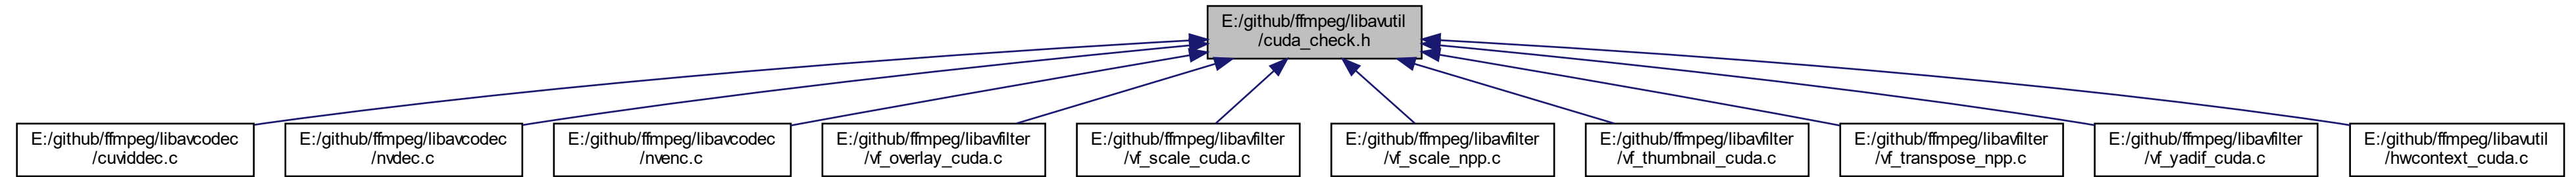 E:/github/ffmpeg/libavutil
/cuda_check.h
E:/github/ffmpeg/libavcodec
/cuviddec.c
E:/github/ffmpeg/libavcodec
/nvdec.c
E:/github/ffmpeg/libavcodec
/nvenc.c
E:/github/ffmpeg/libavfilter
/vf_overlay_cuda.c
E:/github/ffmpeg/libavfilter
/vf_scale_cuda.c
E:/github/ffmpeg/libavfilter
/vf_scale_npp.c
E:/github/ffmpeg/libavfilter
/vf_thumbnail_cuda.c
E:/github/ffmpeg/libavfilter
/vf_transpose_npp.c
E:/github/ffmpeg/libavfilter
/vf_yadif_cuda.c
E:/github/ffmpeg/libavutil
/hwcontext_cuda.c